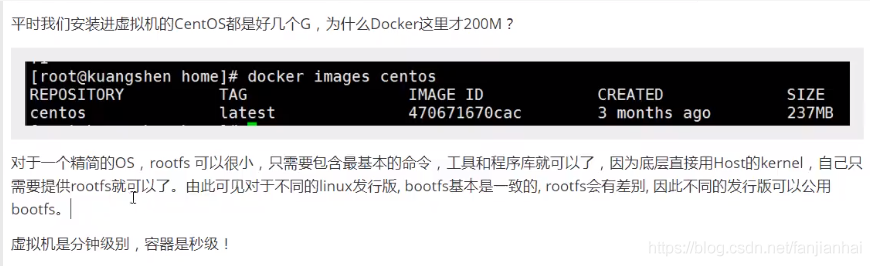 平时我们安装进虚拟机的CentOS都是好几个G，为什么Docker这里才200M？
[root@kuangshen home]# docker images centos
REPOSITORY TAG IMAGE ID CREATED SIZE
centos latest 470671670cac 3 months ago 237MB
对于一个精简的OS，rootfs 可以很小，只需要包含最基本的命令，工具和程序库就可以了，因为底层直接用Host的kernel，自己只
需要提供rootfs就可以了。由此可见对于不同的linux发行版, bootfs基本是一致的, rootfs会有差别, 因此不同的发行版可以公用
bootfs。
虚拟机是分钟级别，容器是秒级！
https://blog.csdn.net/fanjianhai